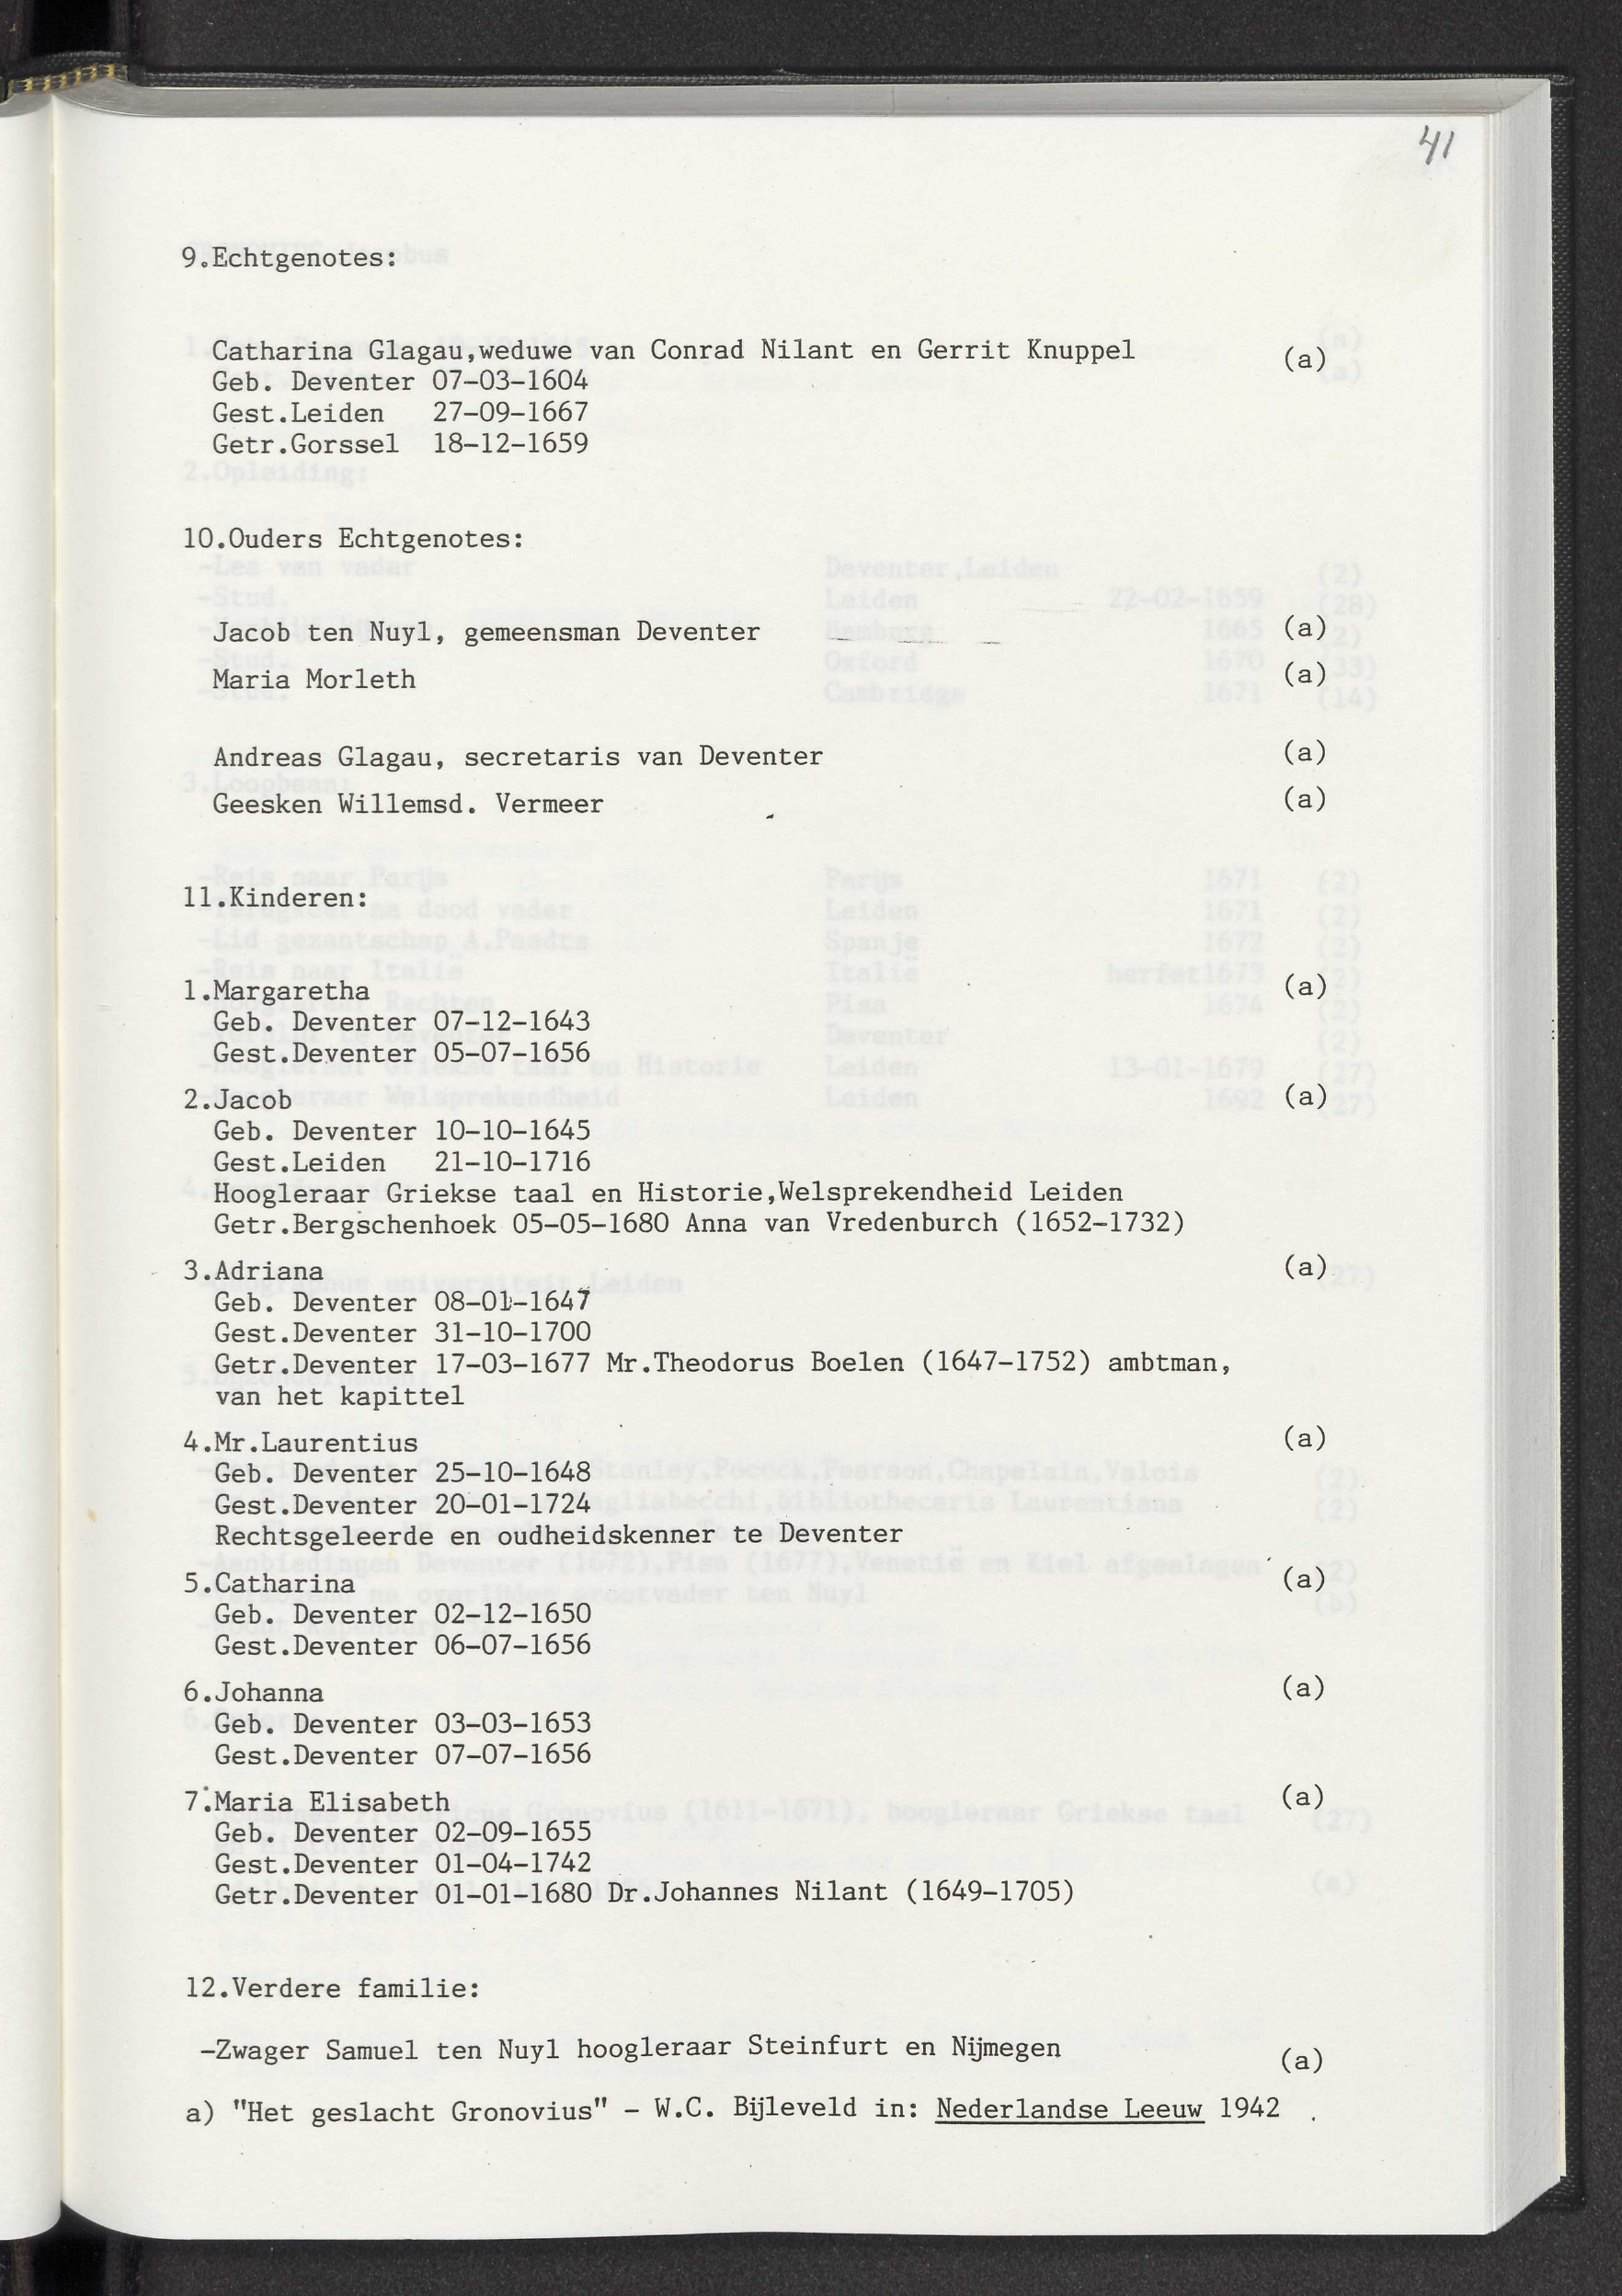 41
9.Echtgenotes:
Catharina Glagau,weduwe van Conrad Nilant en Gerrit Knuppel (a)
Geb. Deventer 07-03-1604
Gest.Leiden 27-09-1667
Getr.Gorssel 18-12-1659
10.Ouders Echtgenotes:
Jacob ten Nuyl, gemeensman Deventer (a)
Maria Morleth (a)
Andreas Glagau, secretaris van Deventer (a)
Geesken Willemsd. Vermeer (a)
11.Kinderen:
1.Margaretha (a)
Geb. Deventer 07-12-1643
Gest.Deventer 05-07-1656
2.Jacob (a)
Geb. Deventer 10-10-1645
Gest.Leiden 21-10-1716
Hoogleraar Griekse taal en Historie,Welsprekendheid Leiden
Getr.Bergschenhoek 05-05-1680 Anna van Vredenburch (1652-1732)
3.Adriana (a)
Geb. Deventer 08-01-1647
Gest.Deventer 31-10-1700
Getr.Deventer 17-03-1677 Mr.Theodorus Boelen (1647-1752) ambtman,
van het kapittel
4.Mr.Laurentius (a)
Geb. Deventer 25-10-1648
Gest.Deventer 20-01-1724
Rechtsgeleerde en oudheidskenner te Deventer
5.Catharina (a)
Geb. Deventer 02-12-1650
Gest.Deventer 06-07-1656
6.Johanna (a)
Geb. Deventer 03-03-1653
Gest.Deventer 07-07-1656
7.Maria Elisabeth (a)
Geb. Deventer 02-09-1655
Gest.Deventer 01-04-1742
Getr.Deventer 01-01-1680 Dr.Johannes Nilant (1649-1705)
12.Verdere familie:
-Zwager Samuel ten Nuyl hoogleraar Steinfurt en Nijmegen (a)
a) "Het geslacht Gronovius" - W.C. Bijleveld in: Nederlandse Leeuw 1942 .